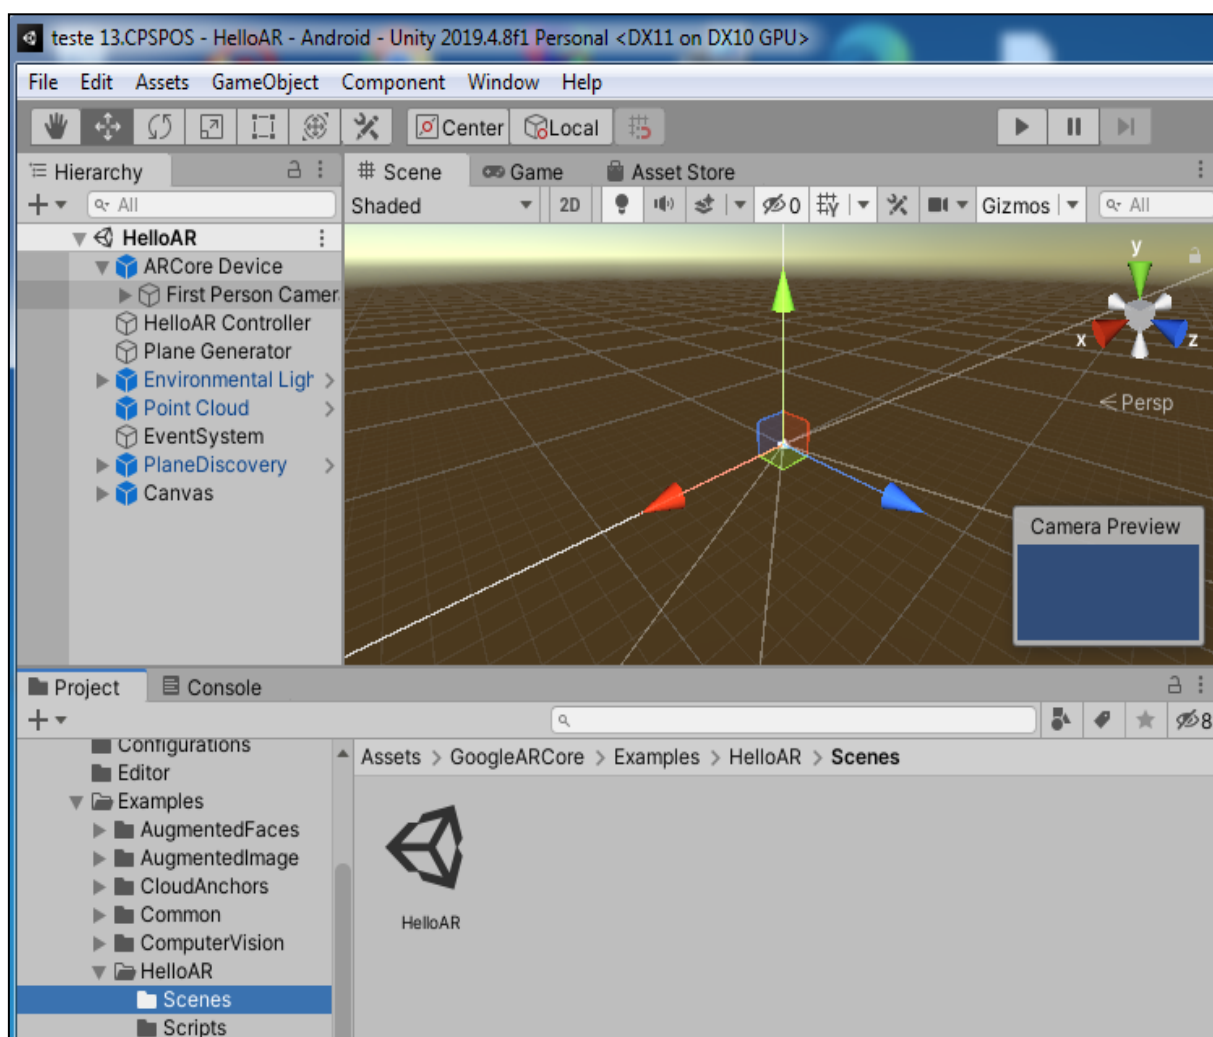 teste 13.CPSPOS - HelloAR - Android - Unity 2019.4.8f1 Personal <DX11 on DX10 GPU>
File Edit Assets GameObject Component Window Help
Center Local
Hierarchy
All
HelloAR
ARCore Device
First Person Camer
HelloAR Controller
Plane Generator
Environmental Ligh
Point Cloud
EventSystem
PlaneDiscovery
Canvas
Scene Game Asset Store
Shaded 2D 0 Gizmos All
y
x
z
Persp
Camera Preview
Project Console
8
Configurations
Editor
Examples
AugmentedFaces
AugmentedImage
CloudAnchors
Common
ComputerVision
HelloAR
Scenes
Scripts
Assets > GoogleARCore > Examples > HelloAR > Scenes
HelloAR